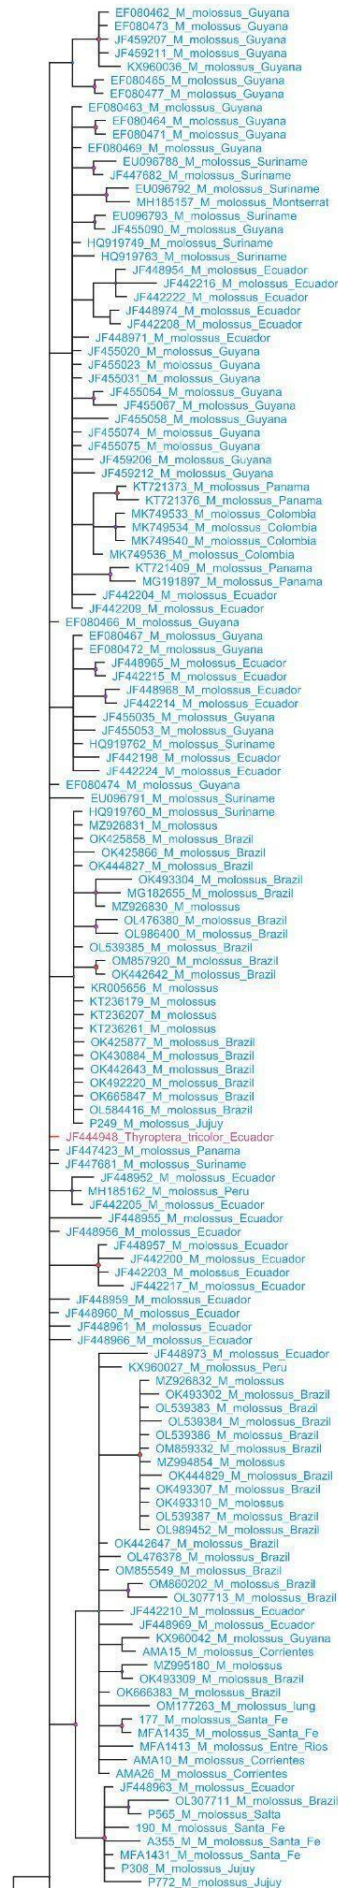 EF080462_M_molossus_Guyana
EF080473_M_molossus_Guyana
JF459207_M_molossus_Guyana
JF459211_M_molossus_Guyana
KX960036_M_molossus_Guyana
EF080465_M_molossus_Guyana
EF080477_M_molossus_Guyana
EF080463_M_molossus_Guyana
EF080464_M_molossus_Guyana
EF080471_M_molossus_Guyana
EF080469_M_molossus_Guyana
EU096788_M_molossus_Suriname
JF447682_M_molossus_Suriname
EU096792_M_molossus_Suriname
MH185157_M_molossus_Montserrat
EU096793_M_molossus_Suriname
JF455090_M_molossus_Guyana
HQ919749_M_molossus_Suriname
HQ919763_M_molossus_Suriname
JF448954_M_molossus_Ecuador
JF442216_M_molossus_Ecuador
JF442222_M_molossus_Ecuador
JF448974_M_molossus_Ecuador
JF442208_M_molossus_Ecuador
JF448971_M_molossus_Ecuador
JF455020_M_molossus_Guyana
JF455023_M_molossus_Guyana
JF455031_M_molossus_Guyana
JF455054_M_molossus_Guyana
JF455067_M_molossus_Guyana
JF455058_M_molossus_Guyana
JF455074_M_molossus_Guyana
JF455075_M_molossus_Guyana
JF459206_M_molossus_Guyana
JF459212_M_molossus_Guyana
KT721373_M_molossus_Panama
KT721376_M_molossus_Panama
MK749533_M_molossus_Colombia
MK749534_M_molossus_Colombia
MK749540_M_molossus_Colombia
MK749536_M_molossus_Colombia
KT721409_M_molossus_Panama
MG191897_M_molossus_Panama
JF442204_M_molossus_Ecuador
JF442209_M_molossus_Ecuador
EF080466_M_molossus_Guyana
EF080467_M_molossus_Guyana
EF080472_M_molossus_Guyana
JF448965_M_molossus_Ecuador
JF442215_M_molossus_Ecuador
JF448968_M_molossus_Ecuador
JF442214_M_molossus_Ecuador
JF455035_M_molossus_Guyana
JF455053_M_molossus_Guyana
HQ919762_M_molossus_Suriname
JF442198_M_molossus_Ecuador
JF442224_M_molossus_Ecuador
EF080474_M_molossus_Guyana
EU096791_M_molossus_Suriname
HQ919760_M_molossus_Suriname
MZ926831_M_molossus
OK425858_M_molossus_Brazil
OK425866_M_molossus_Brazil
OK444827_M_molossus_Brazil
OK493304_M_molossus_Brazil
MG182655_M_molossus_Brazil
MZ926830_M_molossus
OL476380_M_molossus_Brazil
OL986400_M_molossus_Brazil
OL539385_M_molossus_Brazil
OM857920_M_molossus_Brazil
OK442642_M_molossus_Brazil
KR005656_M_molossus
KT236179_M_molossus
KT236207_M_molossus
KT236261_M_molossus
OK425877_M_molossus_Brazil
OK430884_M_molossus_Brazil
OK442643_M_molossus_Brazil
OK492220_M_molossus_Brazil
OK665847_M_molossus_Brazil
OL584416_M_molossus_Brazil
P249_M_molossus_Jujuy
JF444948_Thyroptera_tricolor_Ecuador
JF447423_M_molossus_Panama
JF447681_M_molossus_Suriname
JF448952_M_molossus_Ecuador
MH185162_M_molossus_Peru
JF442205_M_molossus_Ecuador
JF448955_M_molossus_Ecuador
JF448956_M_molossus_Ecuador
JF448957_M_molossus_Ecuador
JF442200_M_molossus_Ecuador
JF442203_M_molossus_Ecuador
JF442217_M_molossus_Ecuador
JF448959_M_molossus_Ecuador
JF448960_M_molossus_Ecuador
JF448961_M_molossus_Ecuador
JF448966_M_molossus_Ecuador
JF448973_M_molossus_Ecuador
KX960027_M_molossus_Peru
MZ926832_M_molossus
OK493302_M_molossus_Brazil
OL539383_M_molossus_Brazil
OL539384_M_molossus_Brazil
OL539386_M_molossus_Brazil
OM859332_M_molossus_Brazil
MZ994854_M_molossus
OK444829_M_molossus_Brazil
OK493307_M_molossus_Brazil
OK493310_M_molossus
OL539387_M_molossus_Brazil
OL989452_M_molossus_Brazil
OK442647_M_molossus_Brazil
OL476378_M_molossus_Brazil
OM855549_M_molossus_Brazil
OM860202_M_molossus_Brazil
OL307713_M_molossus_Brazil
JF442210_M_molossus_Ecuador
JF448969_M_molossus_Ecuador
KX960042_M_molossus_Guyana
AMA15_M_molossus_Corrientes
MZ995180_M_molossus
OK493309_M_molossus_Brazil
OK666383_M_molossus_Brazil
OM177263_M_molossus_lung
177_M_molossus_Santa_Fe
MFA1435_M_molossus_Santa_Fe
MFA1413_M_molossus_Entre_Rios
AMA10_M_molossus_Corrientes
AMA26_M_molossus_Corrientes
JF448963_M_molossus_Ecuador
OL307711_M_molossus_Brazil
P565_M_molossus_Salta
190_M_molossus_Santa_Fe
A355_M_M_molossus_Santa_Fe
MFA1431_M_molossus_Santa_Fe
P308_M_molossus_Jujuy
P772_M_molossus_Jujuy